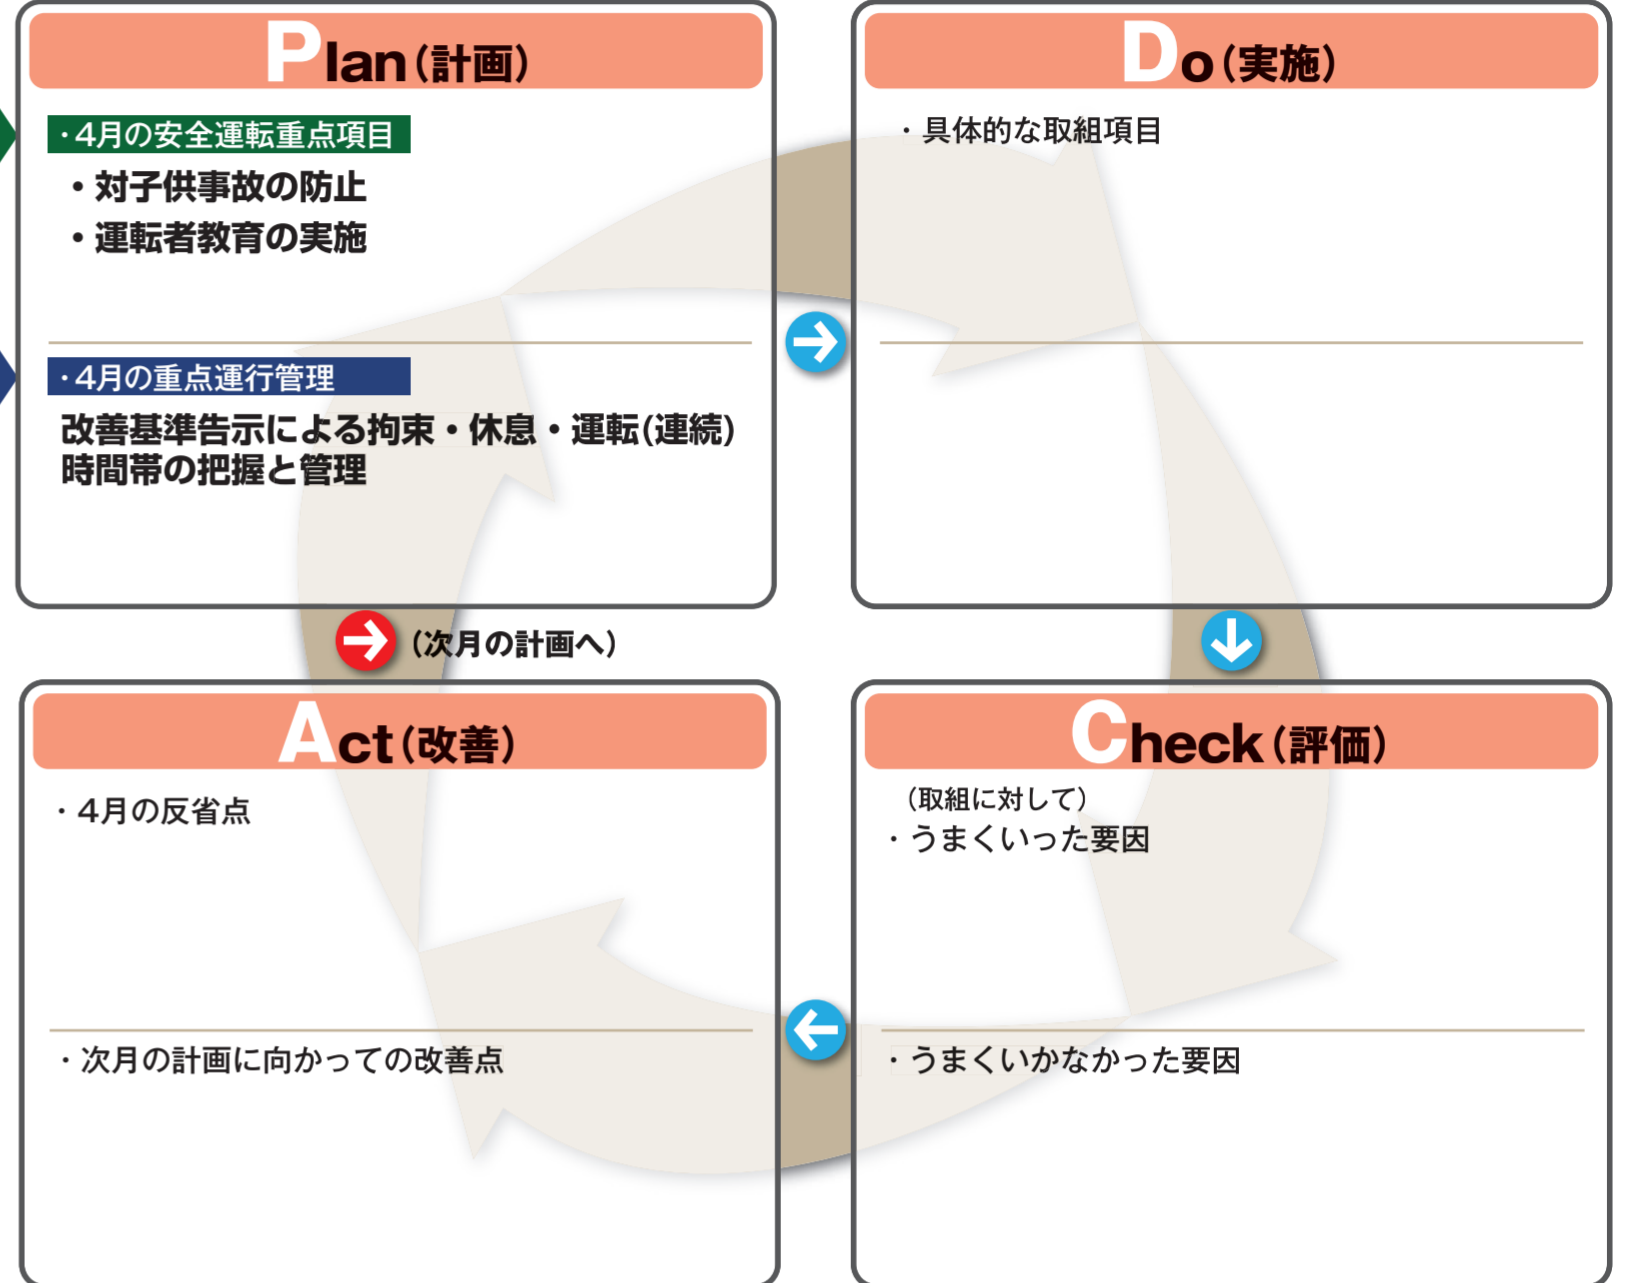 Plan（計画）
・4月の安全運転重点項目
・対子供事故の防止
・運転者教育の実施
・4月の重点運行管理
改善基準告示による拘束・休息・運転(連続)
時間帯の把握と管理
Do（実施）
・具体的な取組項目
（次月の計画へ）
Act（改善）
・4月の反省点
・次月の計画に向かっての改善点
Check（評価）
（取組に対して）
・うまくいった要因
・うまくいかなかった要因